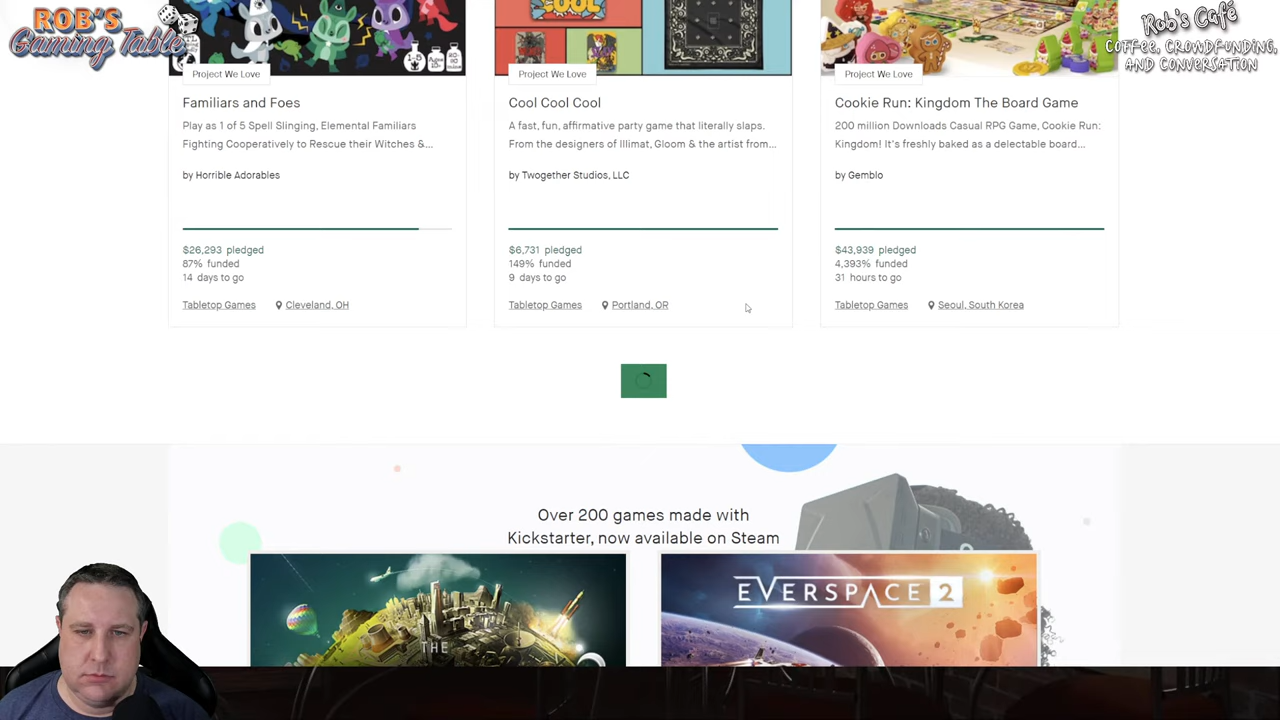 ROB'S
Gaming Table
Rob's Café
COFFEE, CROWDFUNDING,
AND CONVERSATION
COOL
Project We Love
Project We Love
Project We Love
Familiars and Foes
Play as 1 of 5 Spell Slinging, Elemental Familiars
Fighting Cooperatively to Rescue their Witches &...
by Horrible Adorables
$26,293 pledged
87% funded
14 days to go
Tabletop Games
Cleveland, OH
Cool Cool Cool
A fast, fun, affirmative party game that literally slaps.
From the designers of Illimat, Gloom & the artist from...
by Twogether Studios, LLC
$6,731 pledged
149% funded
9 days to go
Tabletop Games
Portland, OR
Cookie Run: Kingdom The Board Game
200 million Downloads Casual RPG Game, Cookie Run:
Kingdom! It's freshly baked as a delectable board...
by Gemblo
$43,939 pledged
4,393% funded
31 hours to go
Tabletop Games
Seoul, South Korea
Over 200 games made with
Kickstarter, now available on Steam
THE
EVERSPACE 2